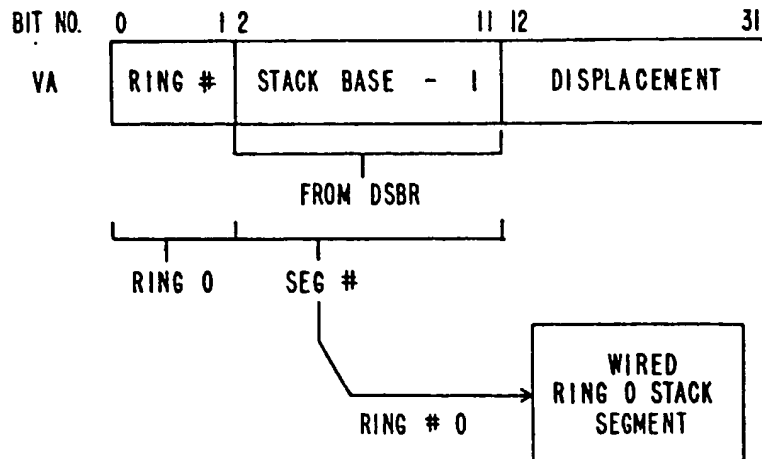 BIT NO. 0 1 2 11 12 31
VA RING # STACK BASE - 1 DISPLACEMENT
FROM DSBR
RING 0 SEG #
WIRED
RING 0 STACK
SEGMENT
RING # 0